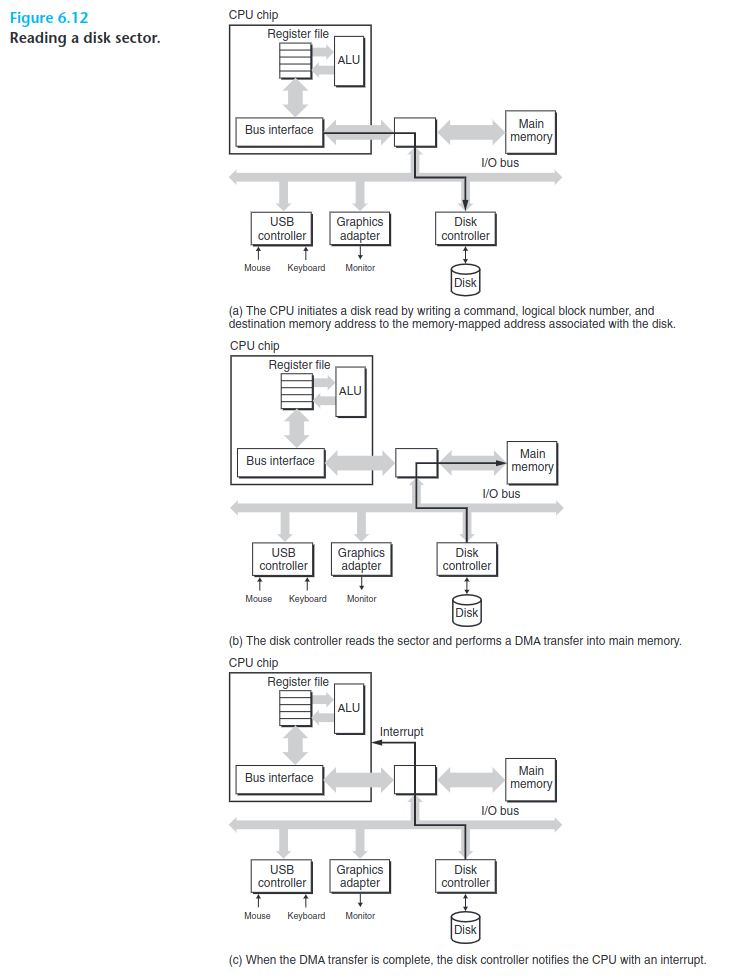 Figure 6.12
Reading a disk sector.
CPU chip
Register file
ALU
Bus interface
Main
memory
I/O bus
USB
controller
Graphics
adapter
Disk
controller
Mouse
Keyboard
Monitor
Disk
(a) The CPU initiates a disk read by writing a command, logical block number, and
destination memory address to the memory-mapped address associated with the disk.
CPU chip
Register file
ALU
Bus interface
Main
memory
I/O bus
USB
controller
Graphics
adapter
Disk
controller
Mouse
Keyboard
Monitor
Disk
(b) The disk controller reads the sector and performs a DMA transfer into main memory.
CPU chip
Register file
ALU
Interrupt
Bus interface
Main
memory
I/O bus
USB
controller
Graphics
adapter
Disk
controller
Mouse
Keyboard
Monitor
Disk
(c) When the DMA transfer is complete, the disk controller notifies the CPU with an interrupt.